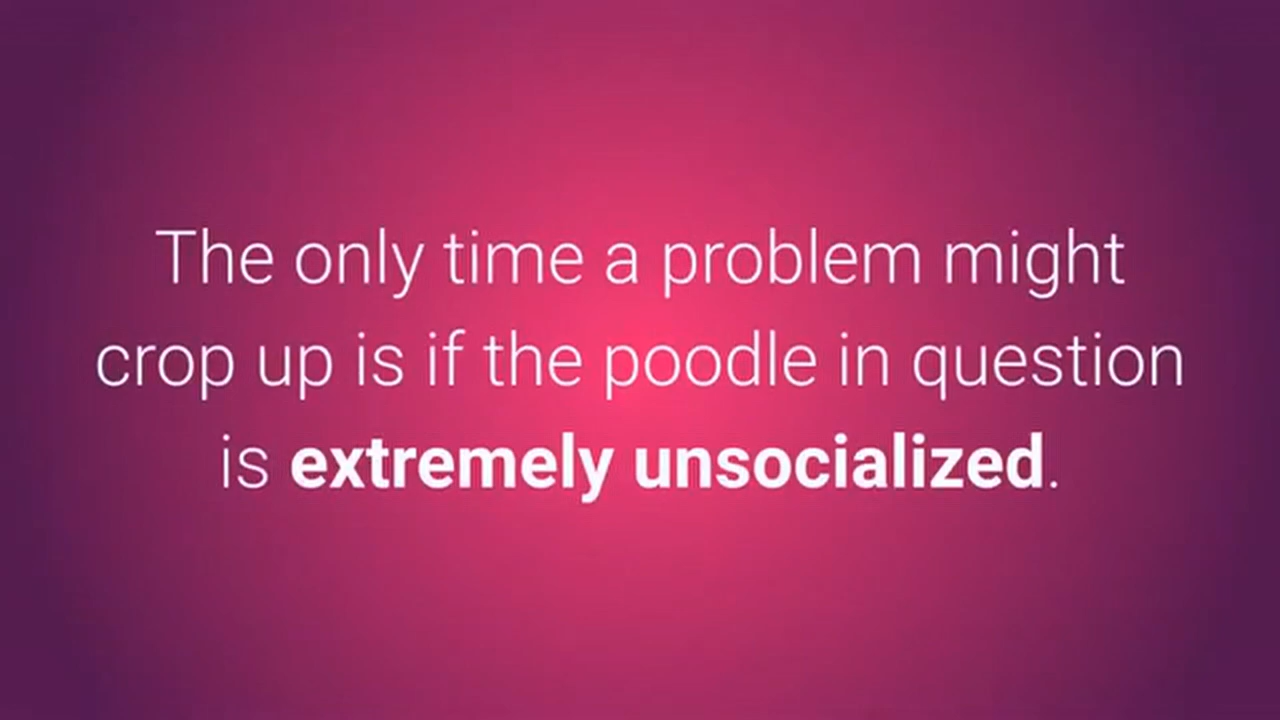 The only time a problem might
crop up is if the poodle in question
is extremely unsocialized.